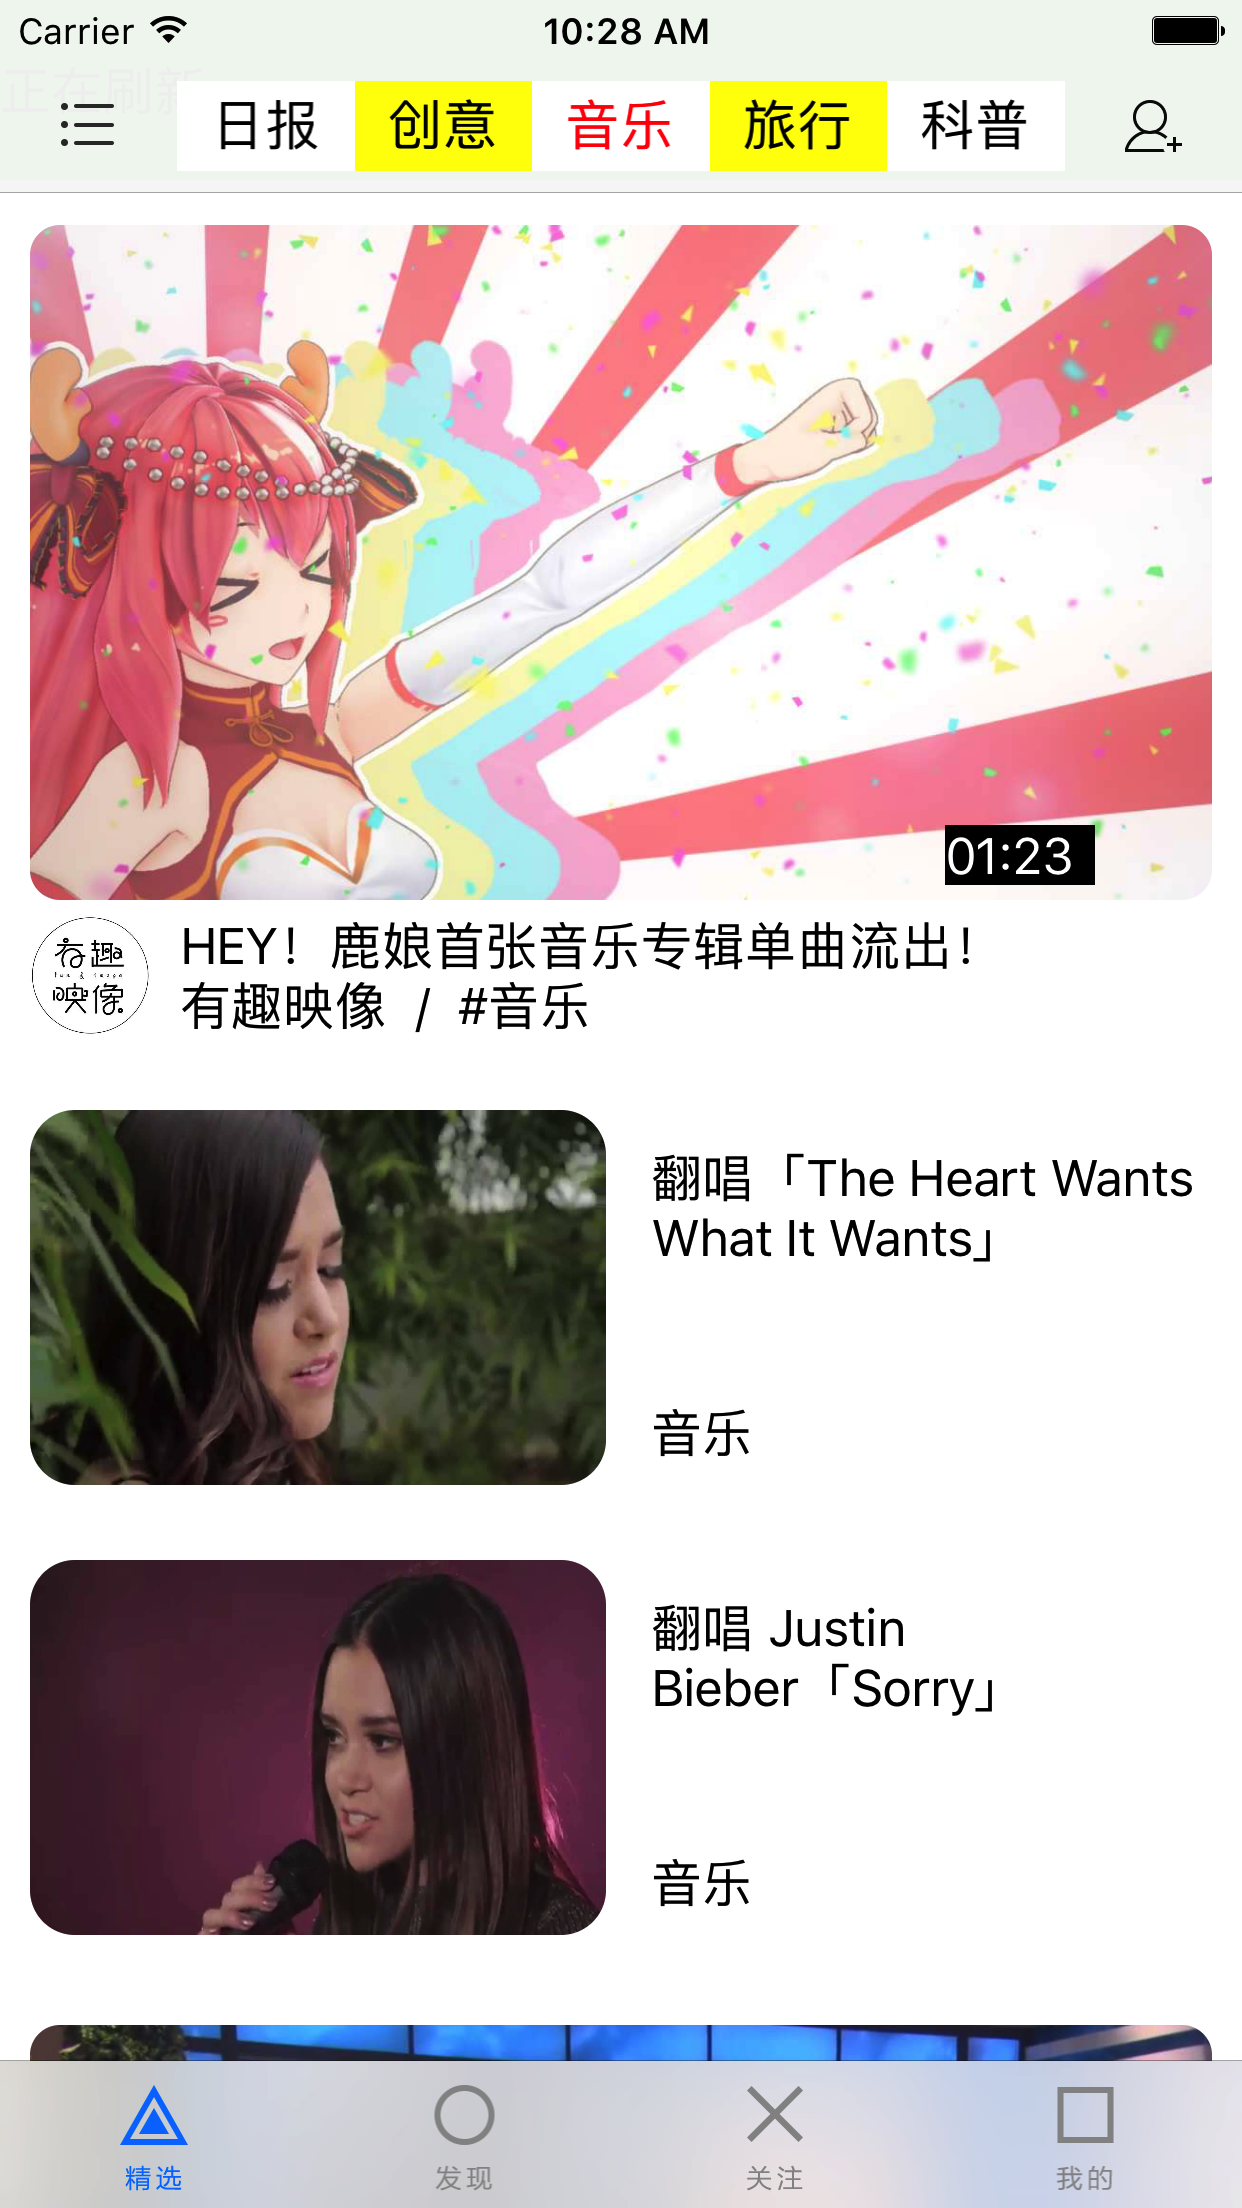 Carrier
10:28 AM
正在刷新
日报
创意
音乐
旅行
科普
01:23
有趣
映像
HEY！鹿娘首张音乐专辑单曲流出！
有趣映像 / #音乐
翻唱「The Heart Wants
What It Wants」
音乐
翻唱 Justin
Bieber「Sorry」
音乐
精选
发现
关注
我的